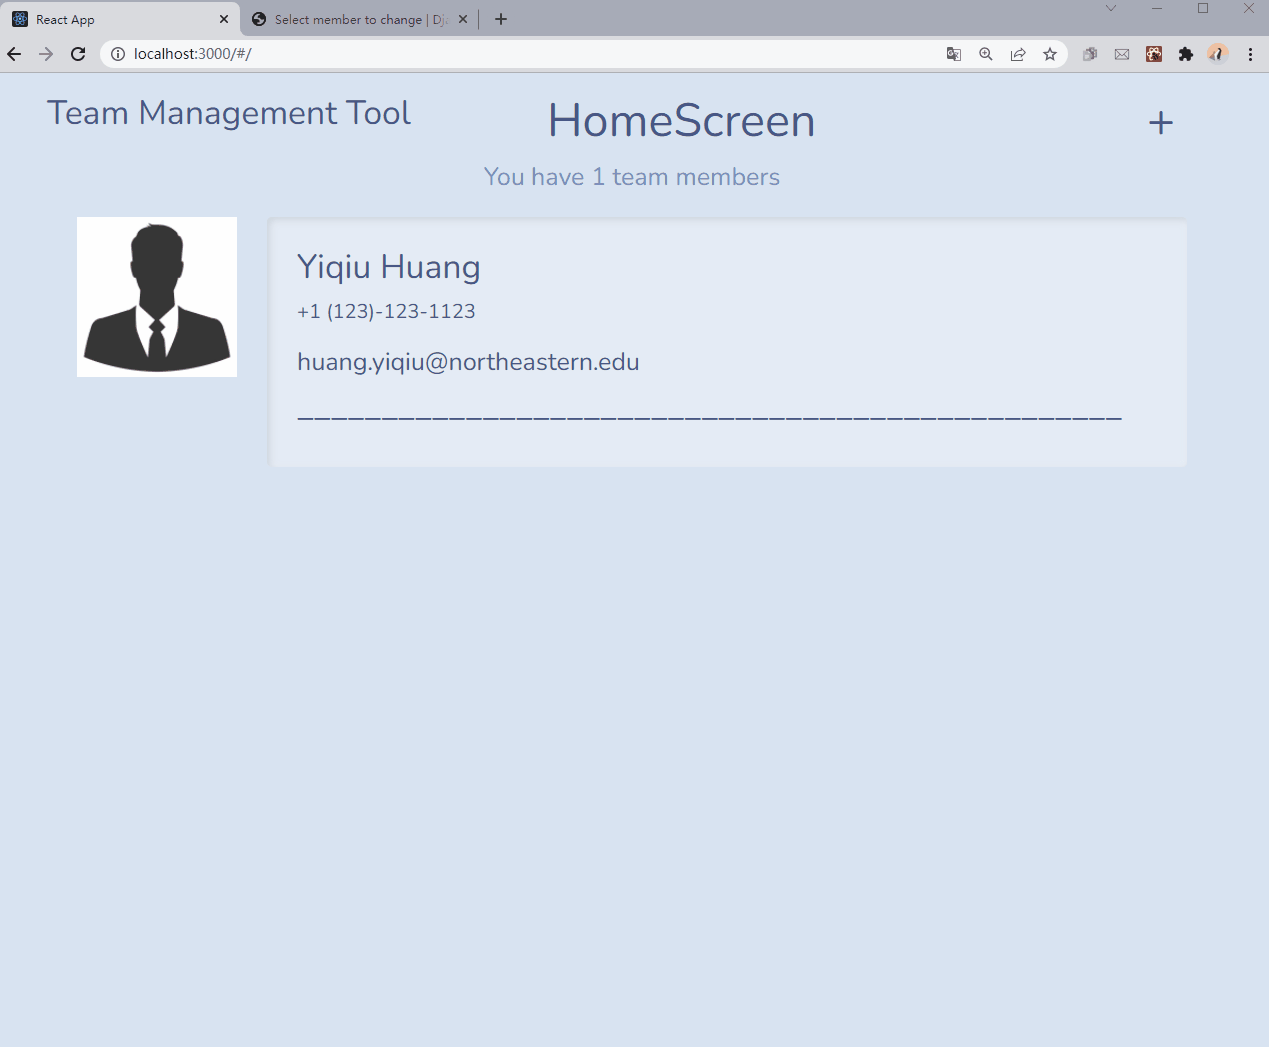 React App
Select member to change | Dj
localhost:3000/#/
Team Management Tool
HomeScreen
+
You have 1 team members
Yiqiu Huang
+1 (123)-123-1123
huang.yiqiu@northeastern.edu
_________________________________________________